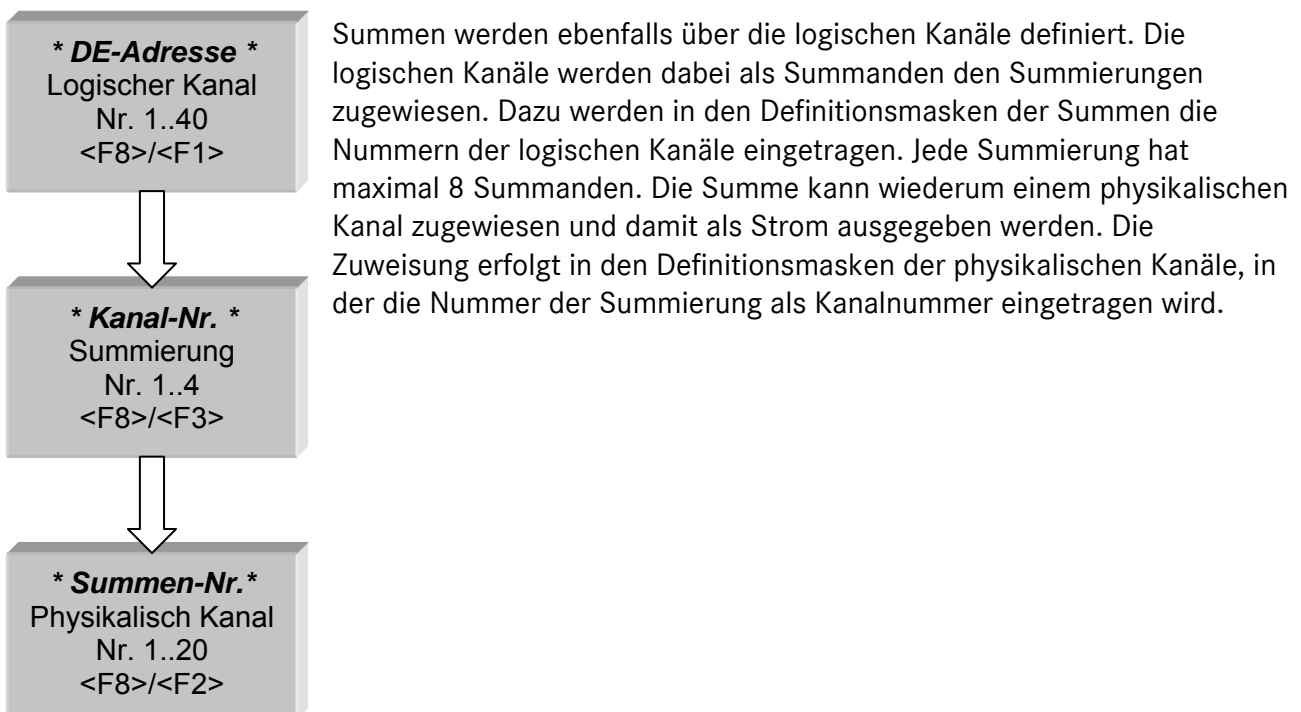 * DE-Adresse *
Logischer Kanal
Nr. 1..40
<F8>/<F1>
* Kanal-Nr. *
Summierung
Nr. 1..4
<F8>/<F3>
* Summen-Nr.*
Physikalisch Kanal
Nr. 1..20
<F8>/<F2>
Summen werden ebenfalls über die logischen Kanäle definiert. Die
logischen Kanäle werden dabei als Summanden den Summierungen
zugewiesen. Dazu werden in den Definitionsmasken der Summen die
Nummern der logischen Kanäle eingetragen. Jede Summierung hat
maximal 8 Summanden. Die Summe kann wiederum einem physikalischen
Kanal zugewiesen und damit als Strom ausgegeben werden. Die
Zuweisung erfolgt in den Definitionsmasken der physikalischen Kanäle, in
der die Nummer der Summierung als Kanalnummer eingetragen wird.